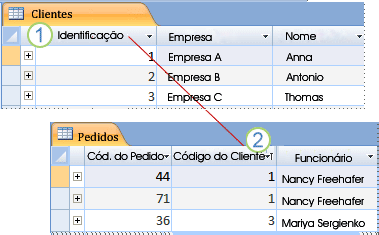 Clientes
1 Identificação Empresa Nome
1 Empresa A Anna
2 Empresa B Antonio
3 Empresa C Thomas
2
Pedidos
Cód. do Pedido Código do Cliente Funcionário
44 1 Nancy Freehafer
71 1 Nancy Freehafer
36 3 Mariya Sergienko